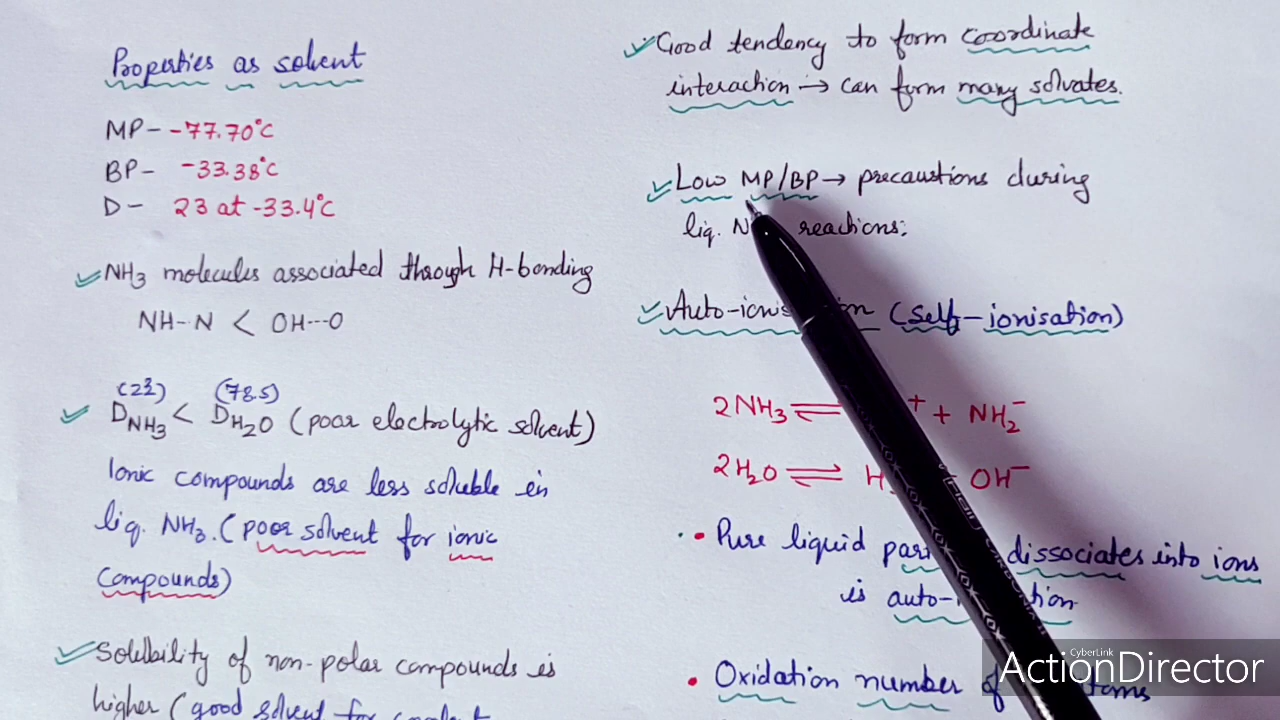 Properties as solvent
MP- -77.70°C
BP- -33.38°C
D- 23 at -33.4°C
NH3 molecules associated through H-bonding
NH--N < OH---O
(23) (78.5)
DNH3 < DH2O (poor electrolytic solvent)
Ionic compounds are less soluble in
liq. NH3. (poor solvent for ionic
compounds)
Solubility of non-polar compounds is
higher (good solvent for
Good tendency to form coordinate
interaction → can form many solvates.
Low MP/BP → precautions during
liq. reactions:
(Self-ionisation)
2NH3 ⇌ + + NH2-
2H2O ⇌ OH-
• Pure liquid dissociates into ions
is
• Oxidation number
CyberLink
ActionDirector